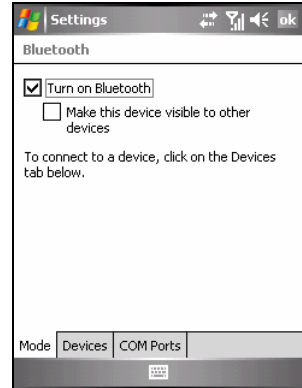 Settings
ok
Bluetooth
Turn on Bluetooth
Make this device visible to other
devices
To connect to a device, click on the Devices
tab below.
Mode Devices COM Ports